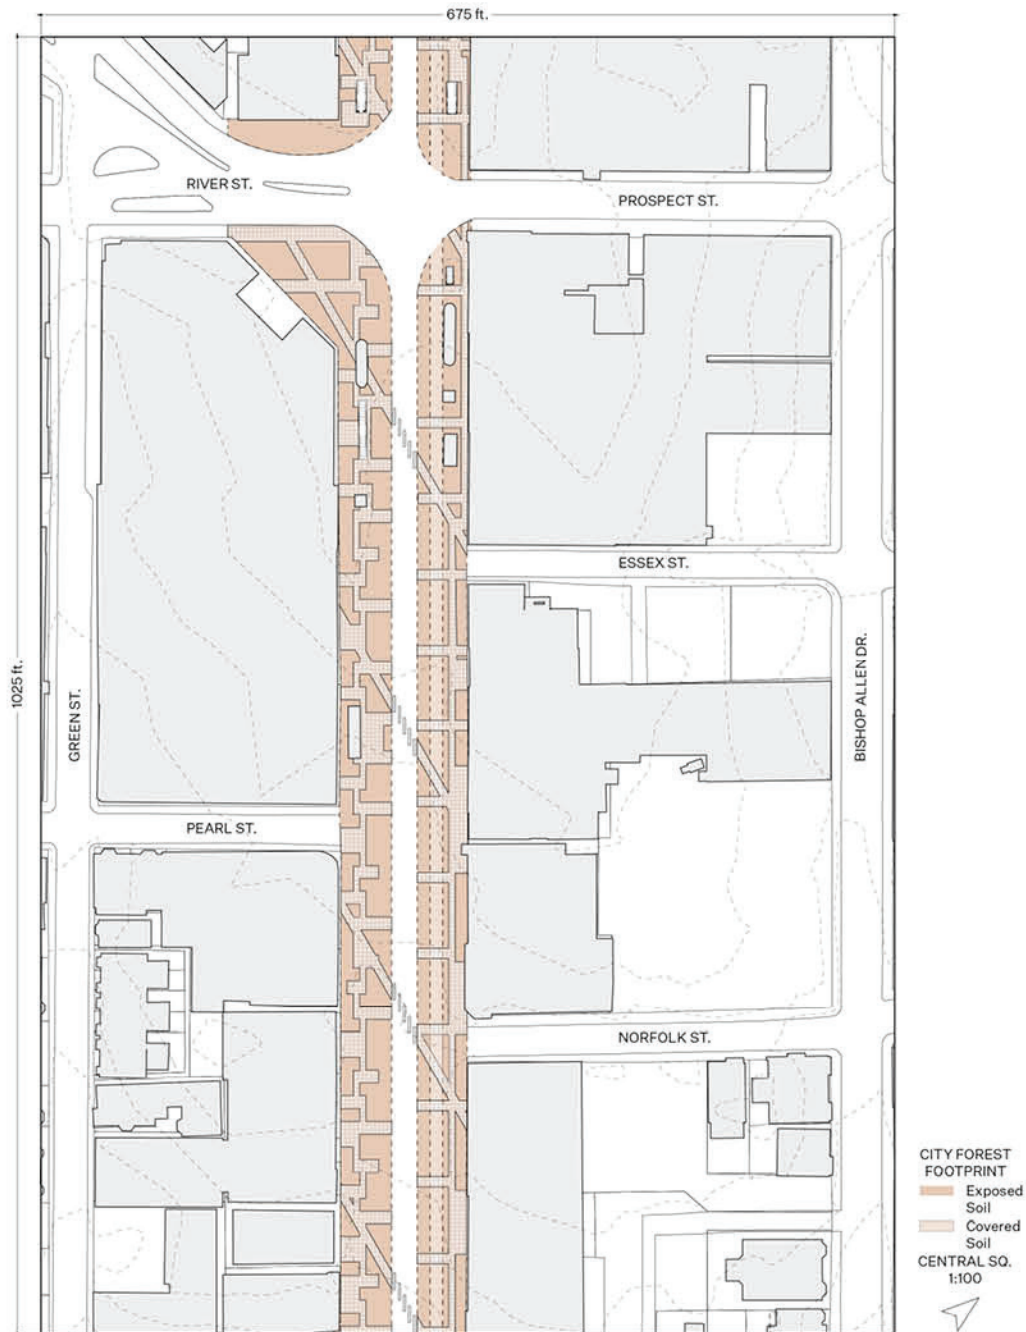 675 ft.
RIVER ST.
PROSPECT ST.
ESSEX ST.
1025 ft.
GREEN ST.
BISHOP ALLEN DR.
PEARL ST.
NORFOLK ST.
CITY FOREST
FOOTPRINT
Exposed
Soil
Covered
Soil
CENTRAL SQ.
1:100